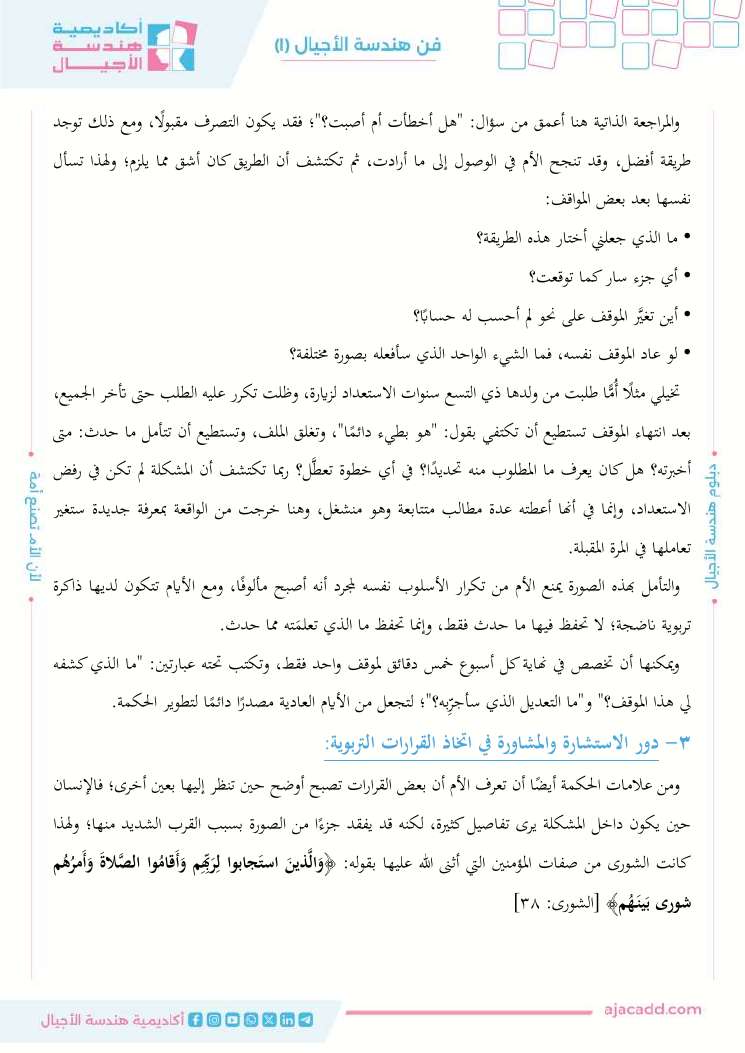 أكاديمية
هندسة
الأجيال
فن هندسة الأجيال (١)
والمراجعة الذاتية هنا أعمق من سؤال: "هل أخطأت أم أصبت؟"؛ فقد يكون التصرف مقبولًا، ومع ذلك توجد
طريقة أفضل، وقد تنجح الأم في الوصول إلى ما أرادت، ثم تكتشف أن الطريق كان أشق مما يلزم؛ ولهذا تسأل
نفسها بعد بعض المواقف:
• ما الذي جعلني أختار هذه الطريقة؟
• أي جزء سار كما توقعت؟
• أين تغيَّر الموقف على نحو لم أحسب له حسابًا؟
• لو عاد الموقف نفسه، فما الشيء الواحد الذي سأفعله بصورة مختلفة؟
تخيلي مثلًا أُمًّا طلبت من ولدها ذي التسع سنوات الاستعداد لزيارة، وظلت تكرر عليه الطلب حتى تأخر الجميع،
بعد انتهاء الموقف تستطيع أن تكتفي بقول: "هو بطيء دائمًا"، وتغلق الملف، وتستطيع أن تتأمل ما حدث: متى
أخبرته؟ هل كان يعرف ما المطلوب منه تحديدًا؟ في أي خطوة تعطَّل؟ ربما تكتشف أن المشكلة لم تكن في رفض
الاستعداد، وإنما في أنها أعطته عدة مطالب متتابعة وهو منشغل، وهنا خرجت من الواقعة بمعرفة جديدة ستغير
تعاملها في المرة المقبلة.
والتأمل بهذه الصورة يمنع الأم من تكرار الأسلوب نفسه لمجرد أنه أصبح مألوفًا، ومع الأيام تتكون لديها ذاكرة
تربوية ناضجة؛ لا تحفظ فيها ما حدث فقط، وإنما تحفظ ما الذي تعلمَته مما حدث.
ويمكنها أن تخصص في نهاية كل أسبوع خمس دقائق لموقف واحد فقط، وتكتب تحته عبارتين: "ما الذي كشفه
لي هذا الموقف؟" و"ما التعديل الذي سأجرِّبه؟"؛ لتجعل من الأيام العادية مصدرًا دائمًا لتطوير الحكمة.
٣- دور الاستشارة والمشاورة في اتخاذ القرارات التربوية:
ومن علامات الحكمة أيضًا أن تعرف الأم أن بعض القرارات تصبح أوضح حين تنظر إليها بعين أخرى؛ فالإنسان
حين يكون داخل المشكلة يرى تفاصيل كثيرة، لكنه قد يفقد جزءًا من الصورة بسبب القرب الشديد منها؛ ولهذا
كانت الشورى من صفات المؤمنين التي أثنى الله عليها بقوله: ﴿وَالَّذينَ استَجابوا لِرَبِّهِم وَأَقامُوا الصَّلاةَ وَأَمرُهُم
شورى بَينَهُم﴾ [الشورى: ٣٨]
دبلوم هندسة الأجيال
لأن الأم تصنع أمة
أكاديمية هندسة الأجيال
ajacadd.com